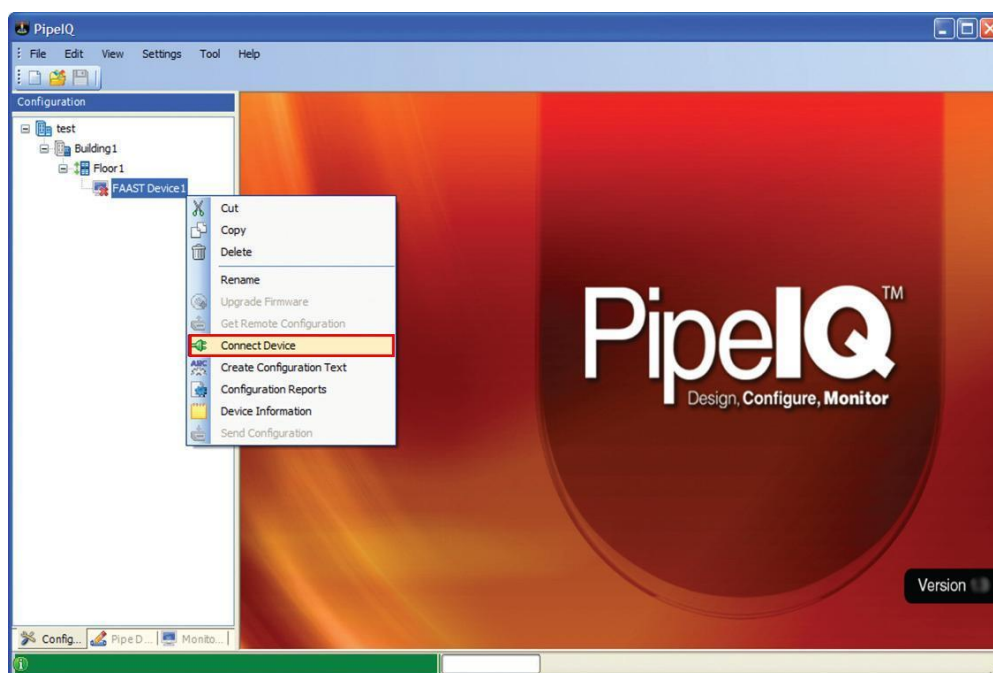 PipeIQ
File Edit View Settings Tool Help
Configuration
test
Building1
Floor1
FAAST Device1
Cut
Copy
Delete
Rename
Upgrade Firmware
Get Remote Configuration
Connect Device
ABC
Create Configuration Text
Configuration Reports
Device Information
Send Configuration
PipeIQ™
Design, Configure, Monitor
Version
Config... Pipe D... Monito...